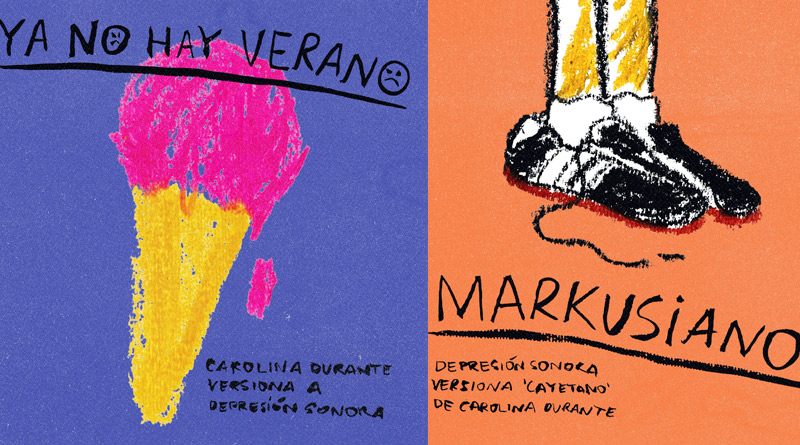 YA NO HAY VERANO
CAROLINA DURANTE
VERSIONA A
DEPRESIÓN SONORA
MARKUSIANO
DEPRESIÓN SONORA
VERSIONA 'CAYETANO'
DE CAROLINA DURANTE